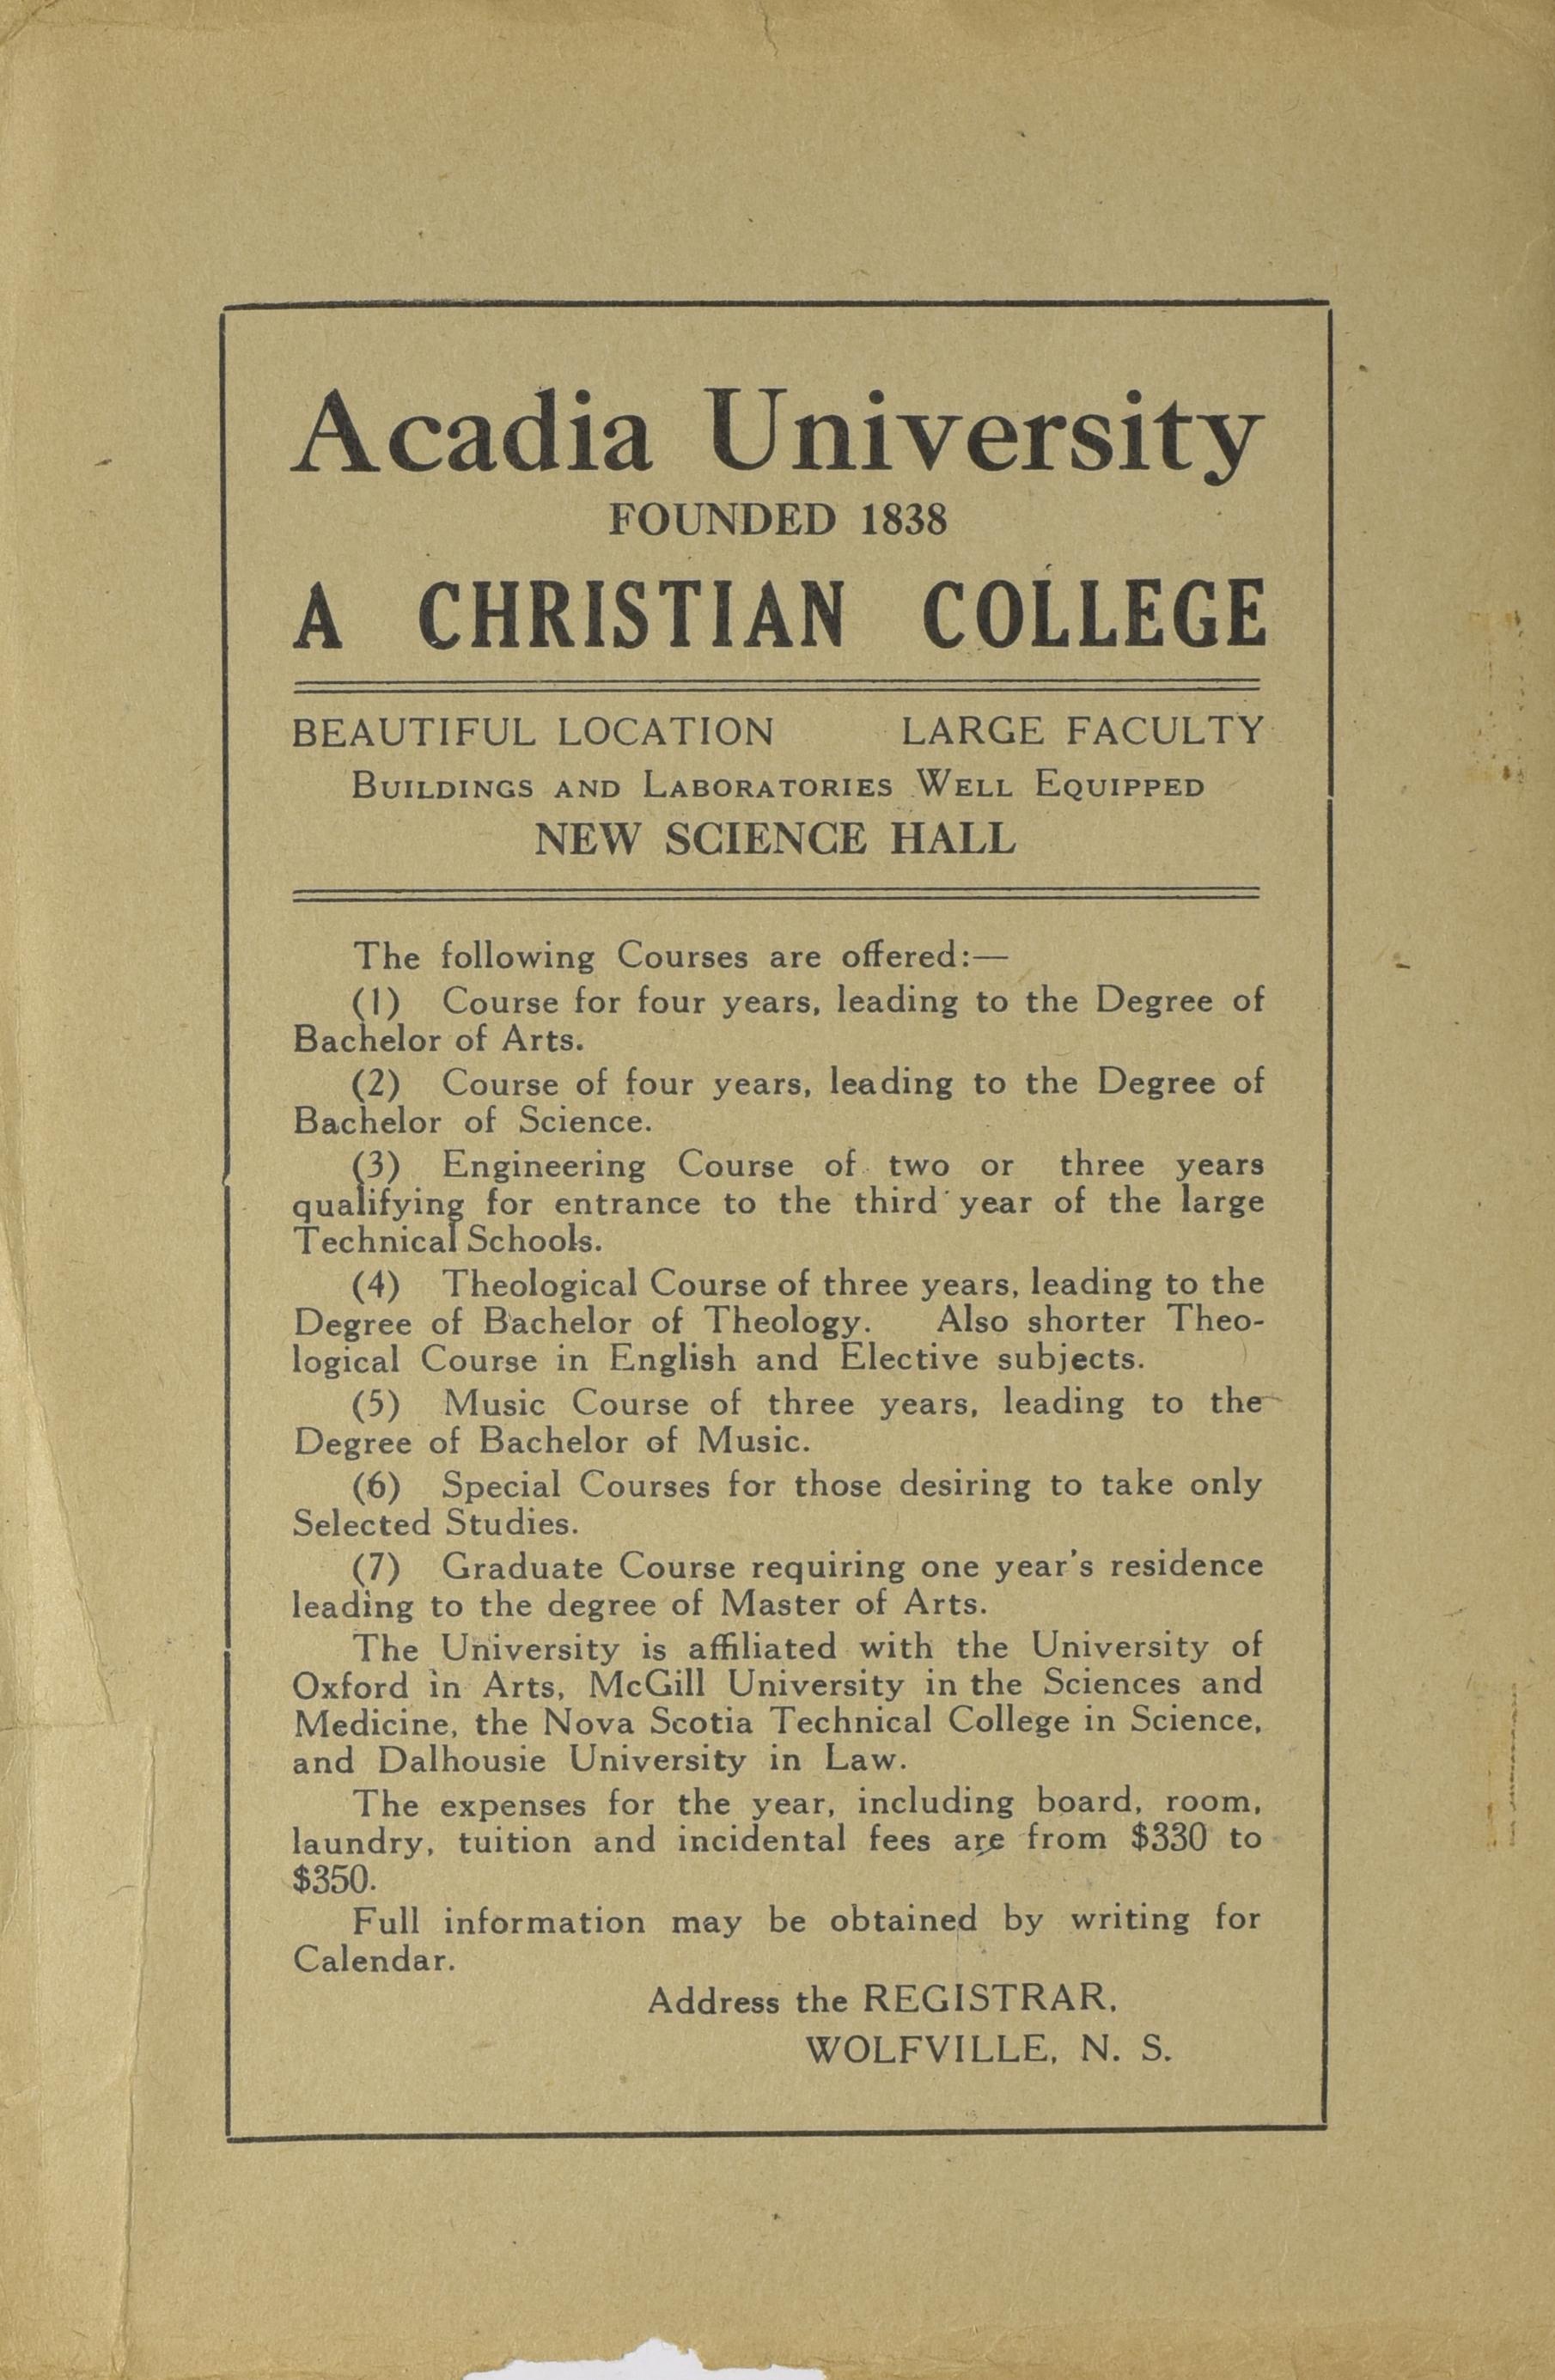 Acadia University
FOUNDED 1838
A CHRISTIAN COLLEGE
BEAUTIFUL LOCATION LARGE FACULTY
BUILDINGS AND LABORATORIES WELL EQUIPPED
NEW SCIENCE HALL
The following Courses are offered:—
(1) Course for four years, leading to the Degree of
Bachelor of Arts.
(2) Course of four years, leading to the Degree of
Bachelor of Science.
(3) Engineering Course of two or three years
qualifying for entrance to the third year of the large
Technical Schools.
(4) Theological Course of three years, leading to the
Degree of Bachelor of Theology. Also shorter Theo-
logical Course in English and Elective subjects.
(5) Music Course of three years, leading to the
Degree of Bachelor of Music.
(6) Special Courses for those desiring to take only
Selected Studies.
(7) Graduate Course requiring one year's residence
leading to the degree of Master of Arts.
The University is affiliated with the University of
Oxford in Arts, McGill University in the Sciences and
Medicine, the Nova Scotia Technical College in Science,
and Dalhousie University in Law.
The expenses for the year, including board, room,
laundry, tuition and incidental fees are from $330 to
$350.
Full information may be obtained by writing for
Calendar.
Address the REGISTRAR,
WOLFVILLE, N. S.